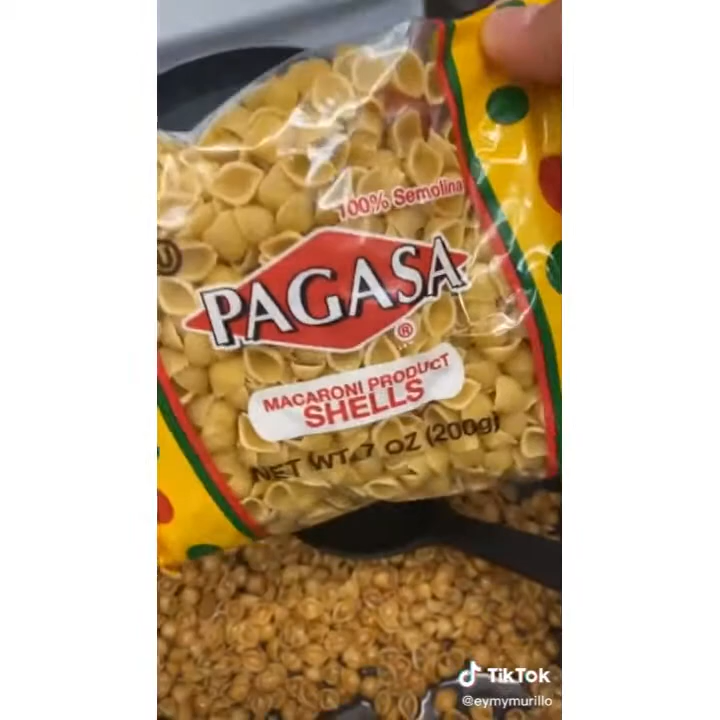 100% Semolina
U
PAGASA
®
MACARONI PRODUCT
SHELLS
NET WT. 7 OZ (200g)
TikTok
@eymymurillo